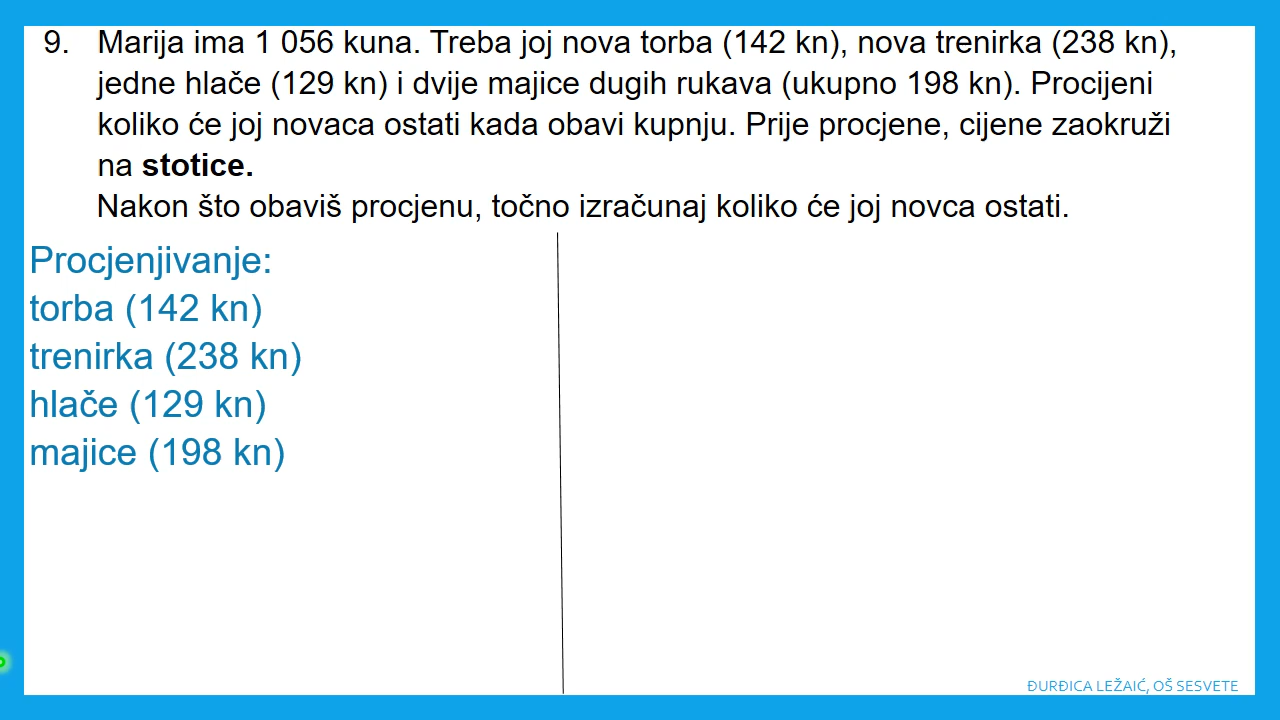 9. Marija ima 1 056 kuna. Treba joj nova torba (142 kn), nova trenirka (238 kn),
jedne hlače (129 kn) i dvije majice dugih rukava (ukupno 198 kn). Procijeni
koliko će joj novaca ostati kada obavi kupnju. Prije procjene, cijene zaokruži
na stotice.
Nakon što obaviš procjenu, točno izračunaj koliko će joj novca ostati.
Procjenjivanje:
torba (142 kn)
trenirka (238 kn)
hlače (129 kn)
majice (198 kn)
ĐURĐICA LEŽAIĆ, OŠ SESVETE